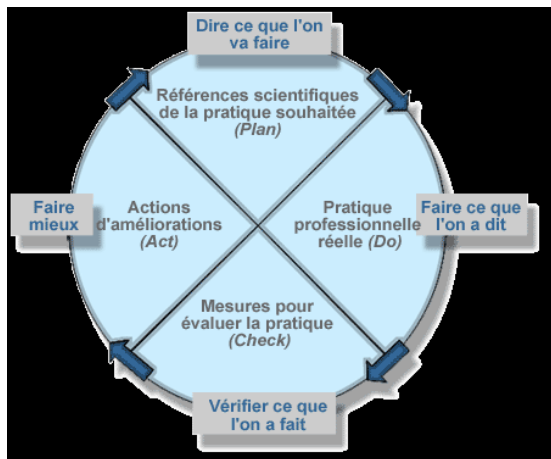 Dire ce que l'on
va faire
Références scientifiques
de la pratique souhaitée
(Plan)
Faire
mieux
Actions
d'améliorations
(Act)
Pratique
professionnelle
réelle (Do)
Faire ce que
l'on a dit
Mesures pour
évaluer la pratique
(Check)
Vérifier ce que
l'on a fait